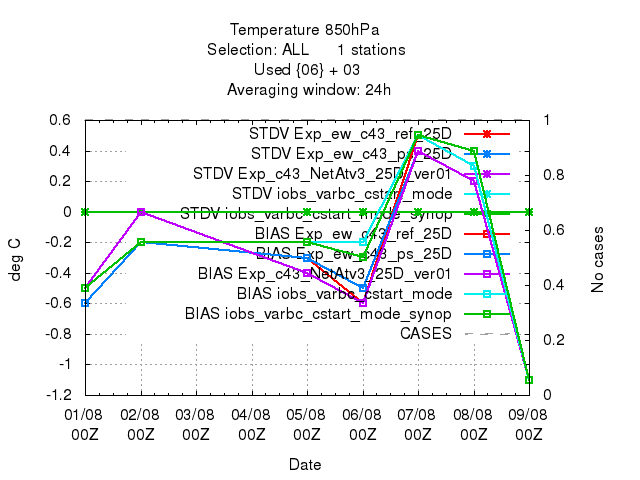 Temperature 850hPa
Selection: ALL 1 stations
Used {06} + 03
Averaging window: 24h
0.6
0.4
0.2
0
-0.2
-0.4
-0.6
-0.8
-1
-1.2
deg C
STDV Exp_ew_c43_ref_25D
STDV Exp_ew_c43_ps_25D
STDV Exp_c43_NetAtv3_25D_ver01
STDV iobs_varbc_cstart_mode
STDV iobs_varbc_cstart_mode_synop
BIAS Exp_ew_c43_ref_25D
BIAS Exp_ew_c43_ps_25D
BIAS Exp_c43_NetAtv3_25D_ver01
BIAS iobs_varbc_cstart_mode
BIAS iobs_varbc_cstart_mode_synop
CASES
1
0.8
0.6
0.4
0.2
0
No cases
01/08 02/08 03/08 04/08 05/08 06/08 07/08 08/08 09/08
00Z 00Z 00Z 00Z 00Z 00Z 00Z 00Z 00Z
Date